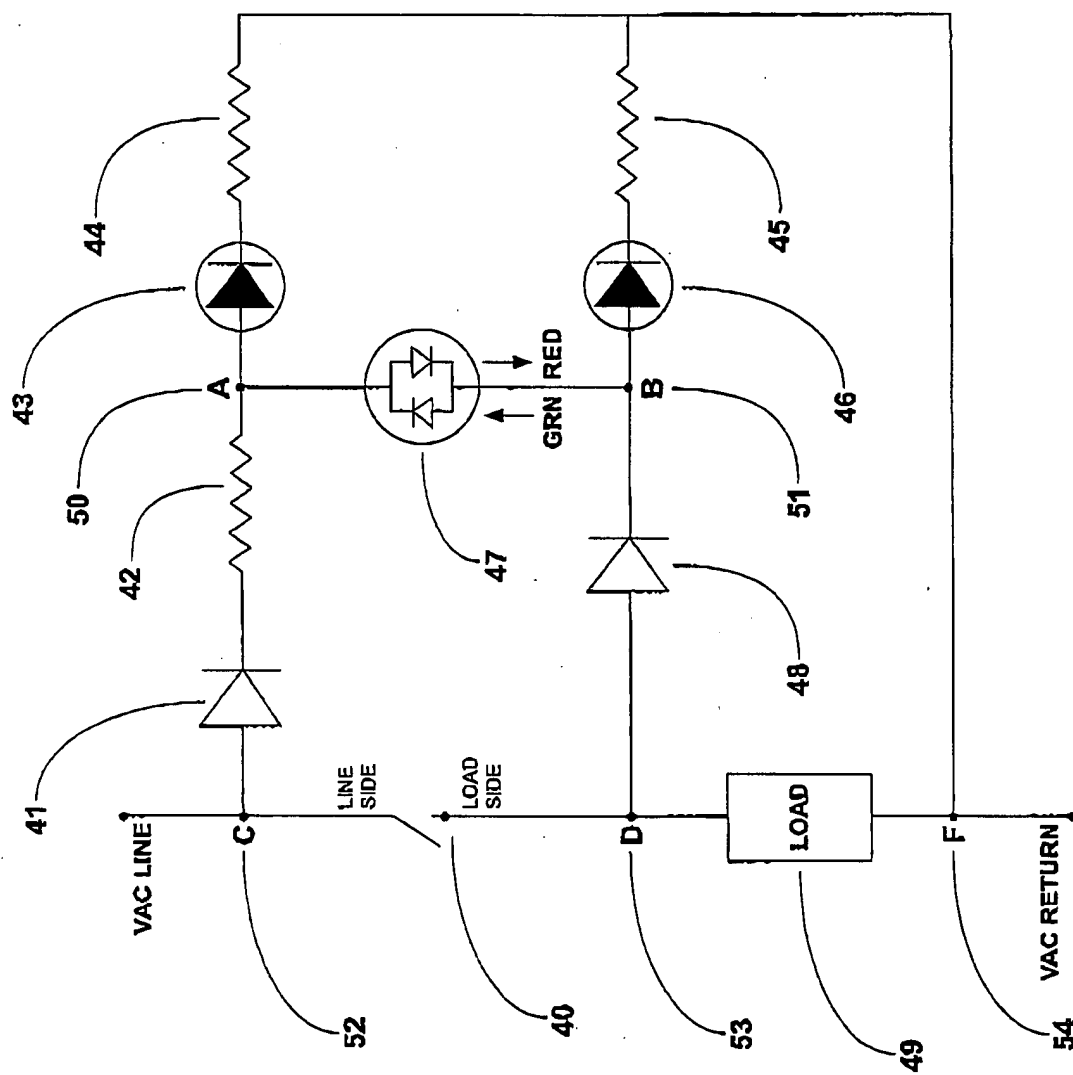 44
43
A
50
42
41
VAC LINE
C
52
LINE
SIDE
LOAD
SIDE
40
47
GRN
RED
45
46
B
51
48
D
53
LOAD
49
F
54
VAC RETURN